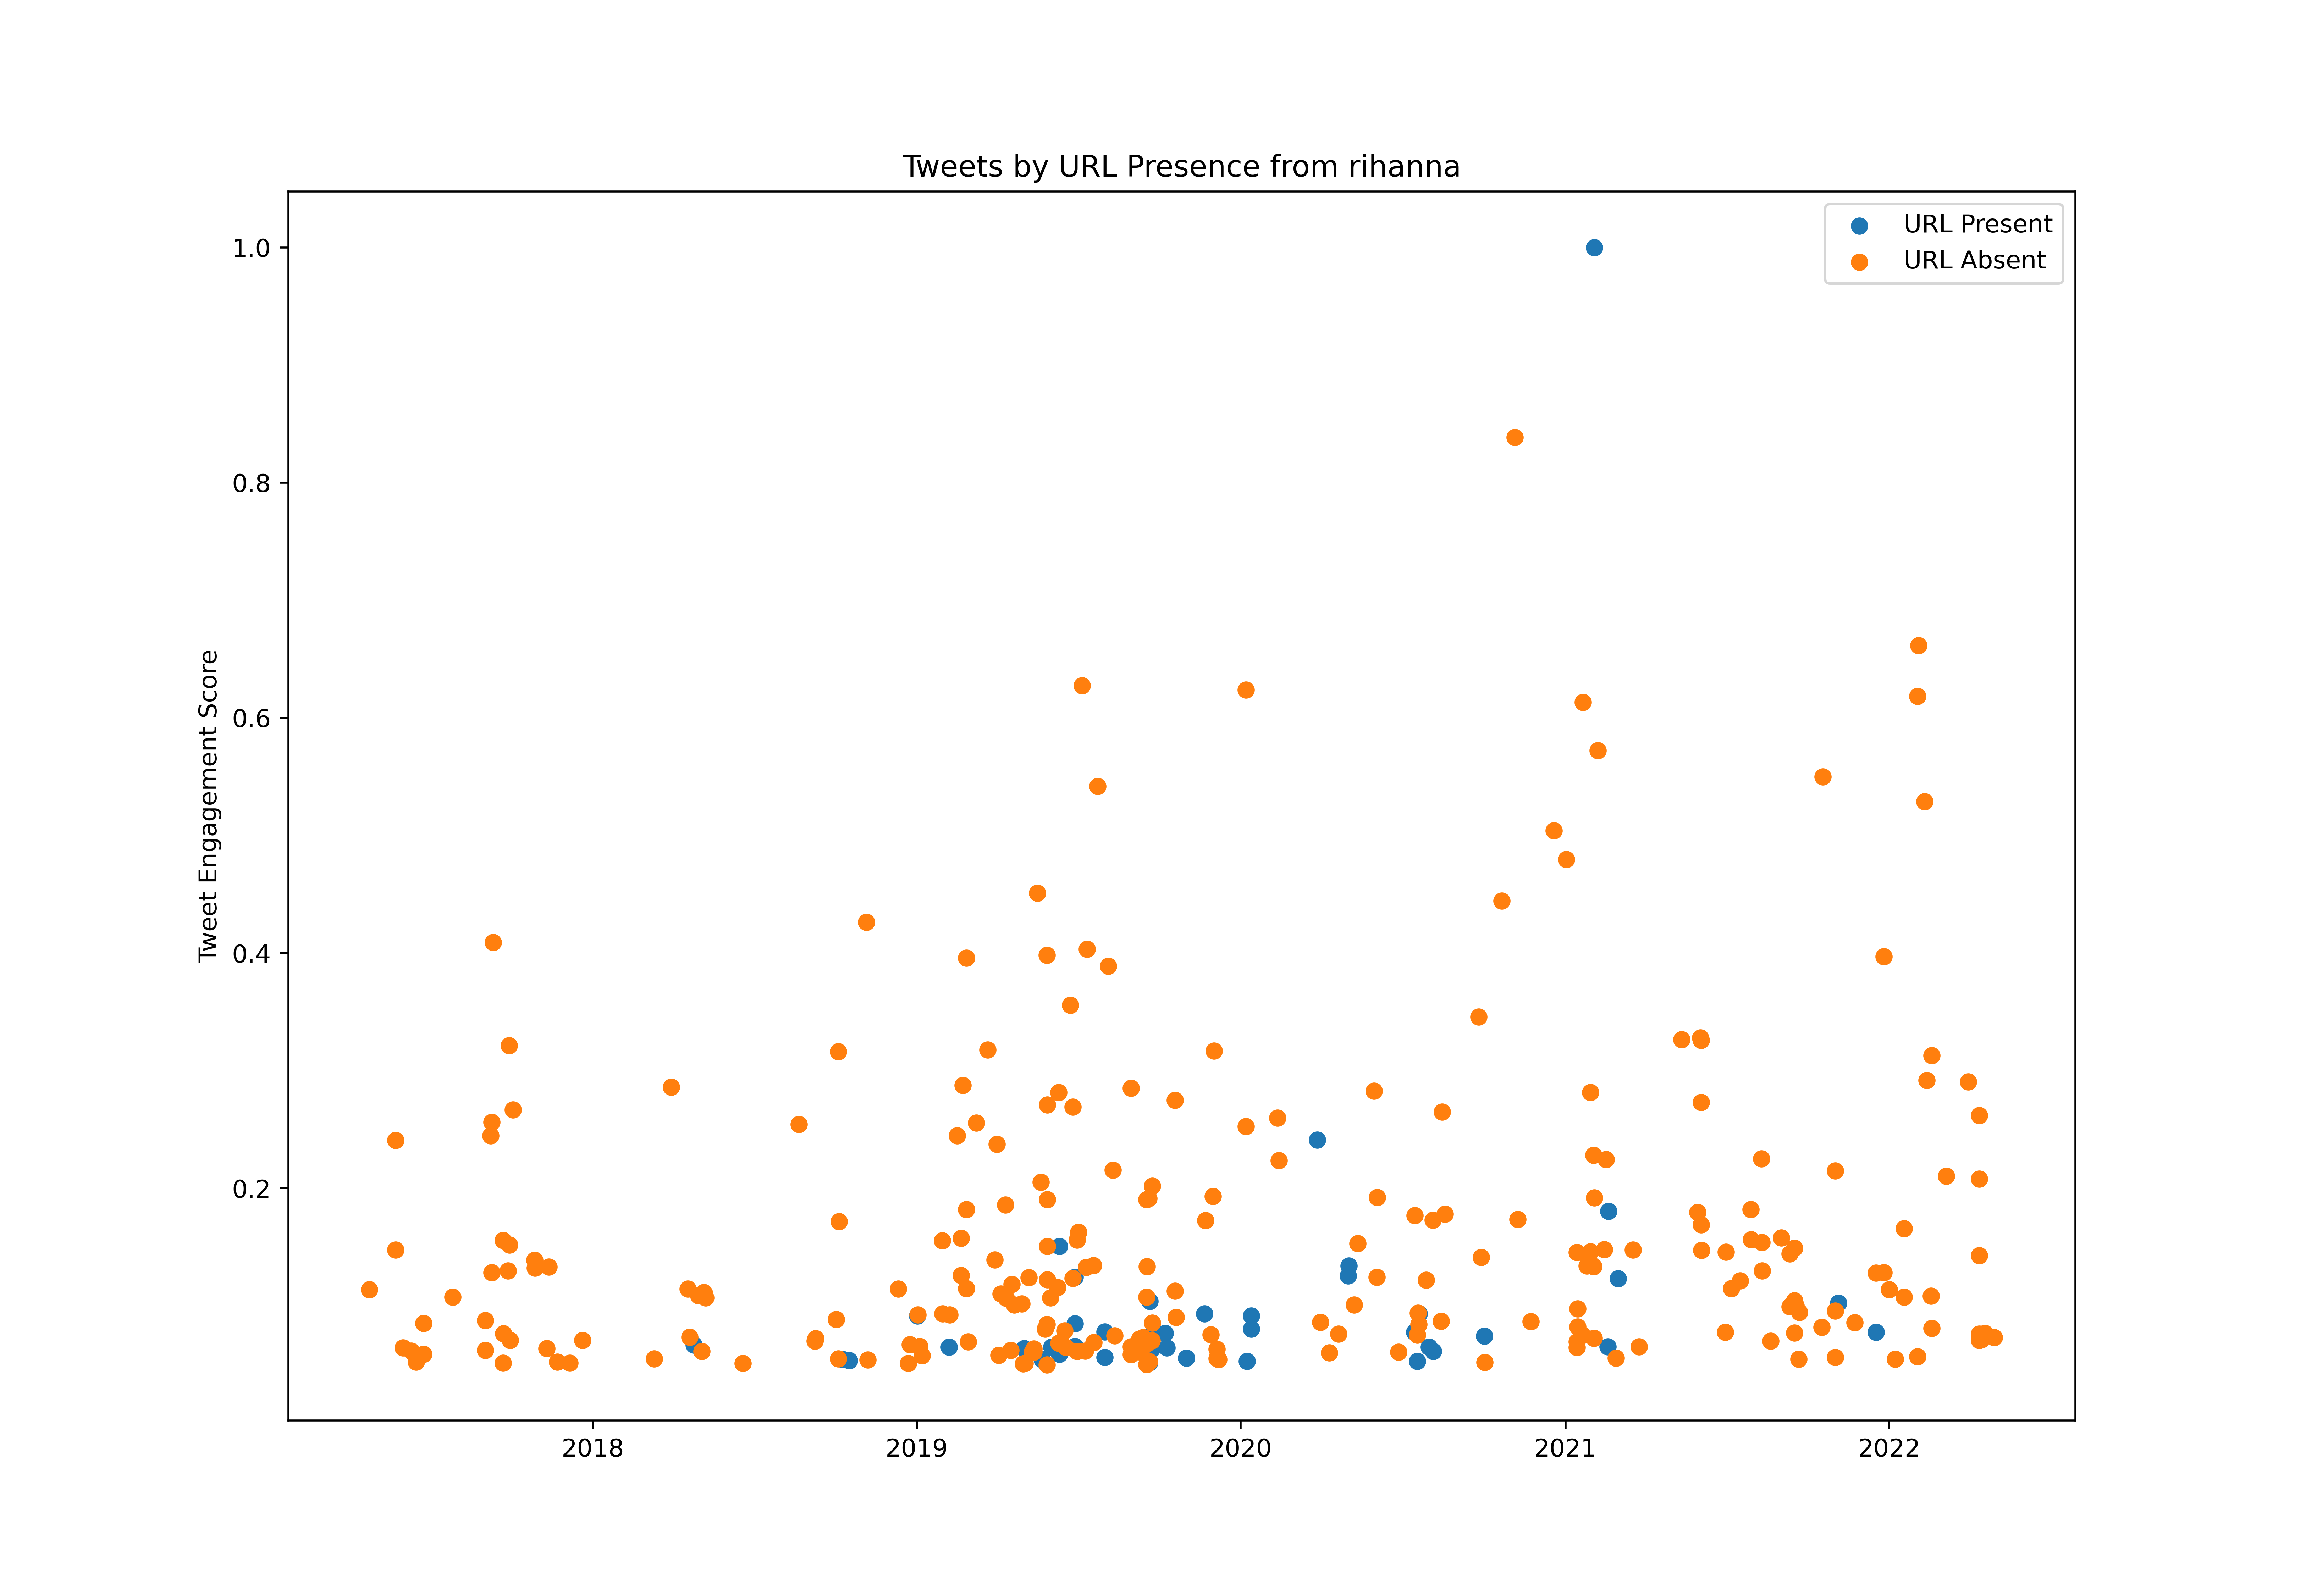 Tweets by URL Presence from rihanna
URL Present
URL Absent
Tweet Engagement Score
1.0
0.8
0.6
0.4
0.2
2018
2019
2020
2021
2022